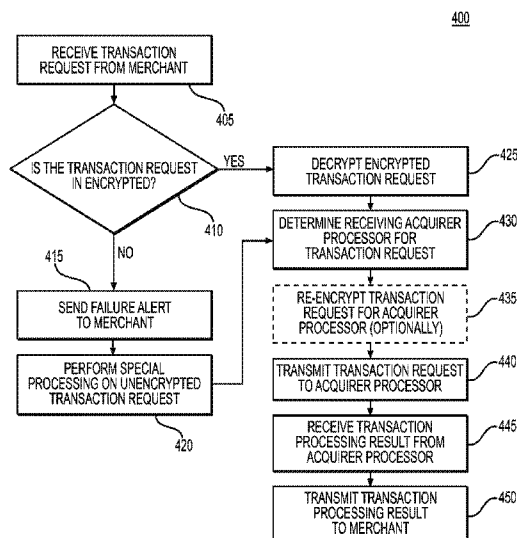 400
RECEIVE TRANSACTION
REQUEST FROM MERCHANT
405
IS THE TRANSACTION REQUEST
IN ENCRYPTED?
410
YES
NO
415
SEND FAILURE ALERT
TO MERCHANT
PERFORM SPECIAL
PROCESSING ON UNENCRYPTED
TRANSACTION REQUEST
420
DECRYPT ENCRYPTED
TRANSACTION REQUEST
425
DETERMINE RECEIVING ACQUIRER
PROCESSOR FOR
TRANSACTION REQUEST
430
RE-ENCRYPT TRANSACTION
REQUEST FOR ACQUIRER
PROCESSOR (OPTIONALLY)
435
TRANSMIT TRANSACTION REQUEST
TO ACQUIRER PROCESSOR
440
RECEIVE TRANSACTION
PROCESSING RESULT FROM
ACQUIRER PROCESSOR
445
TRANSMIT TRANSACTION
PROCESSING RESULT
TO MERCHANT
450